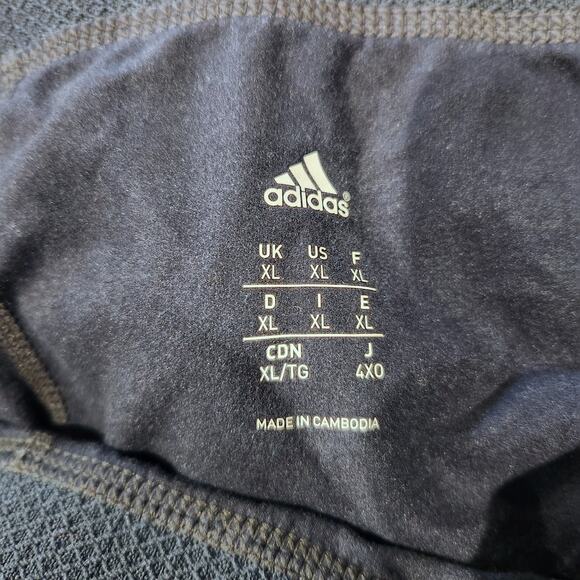 adidas®
UK US F
XL XL XL
D I E
XL XL XL
CDN J
XL/TG 4XO
MADE IN CAMBODIA